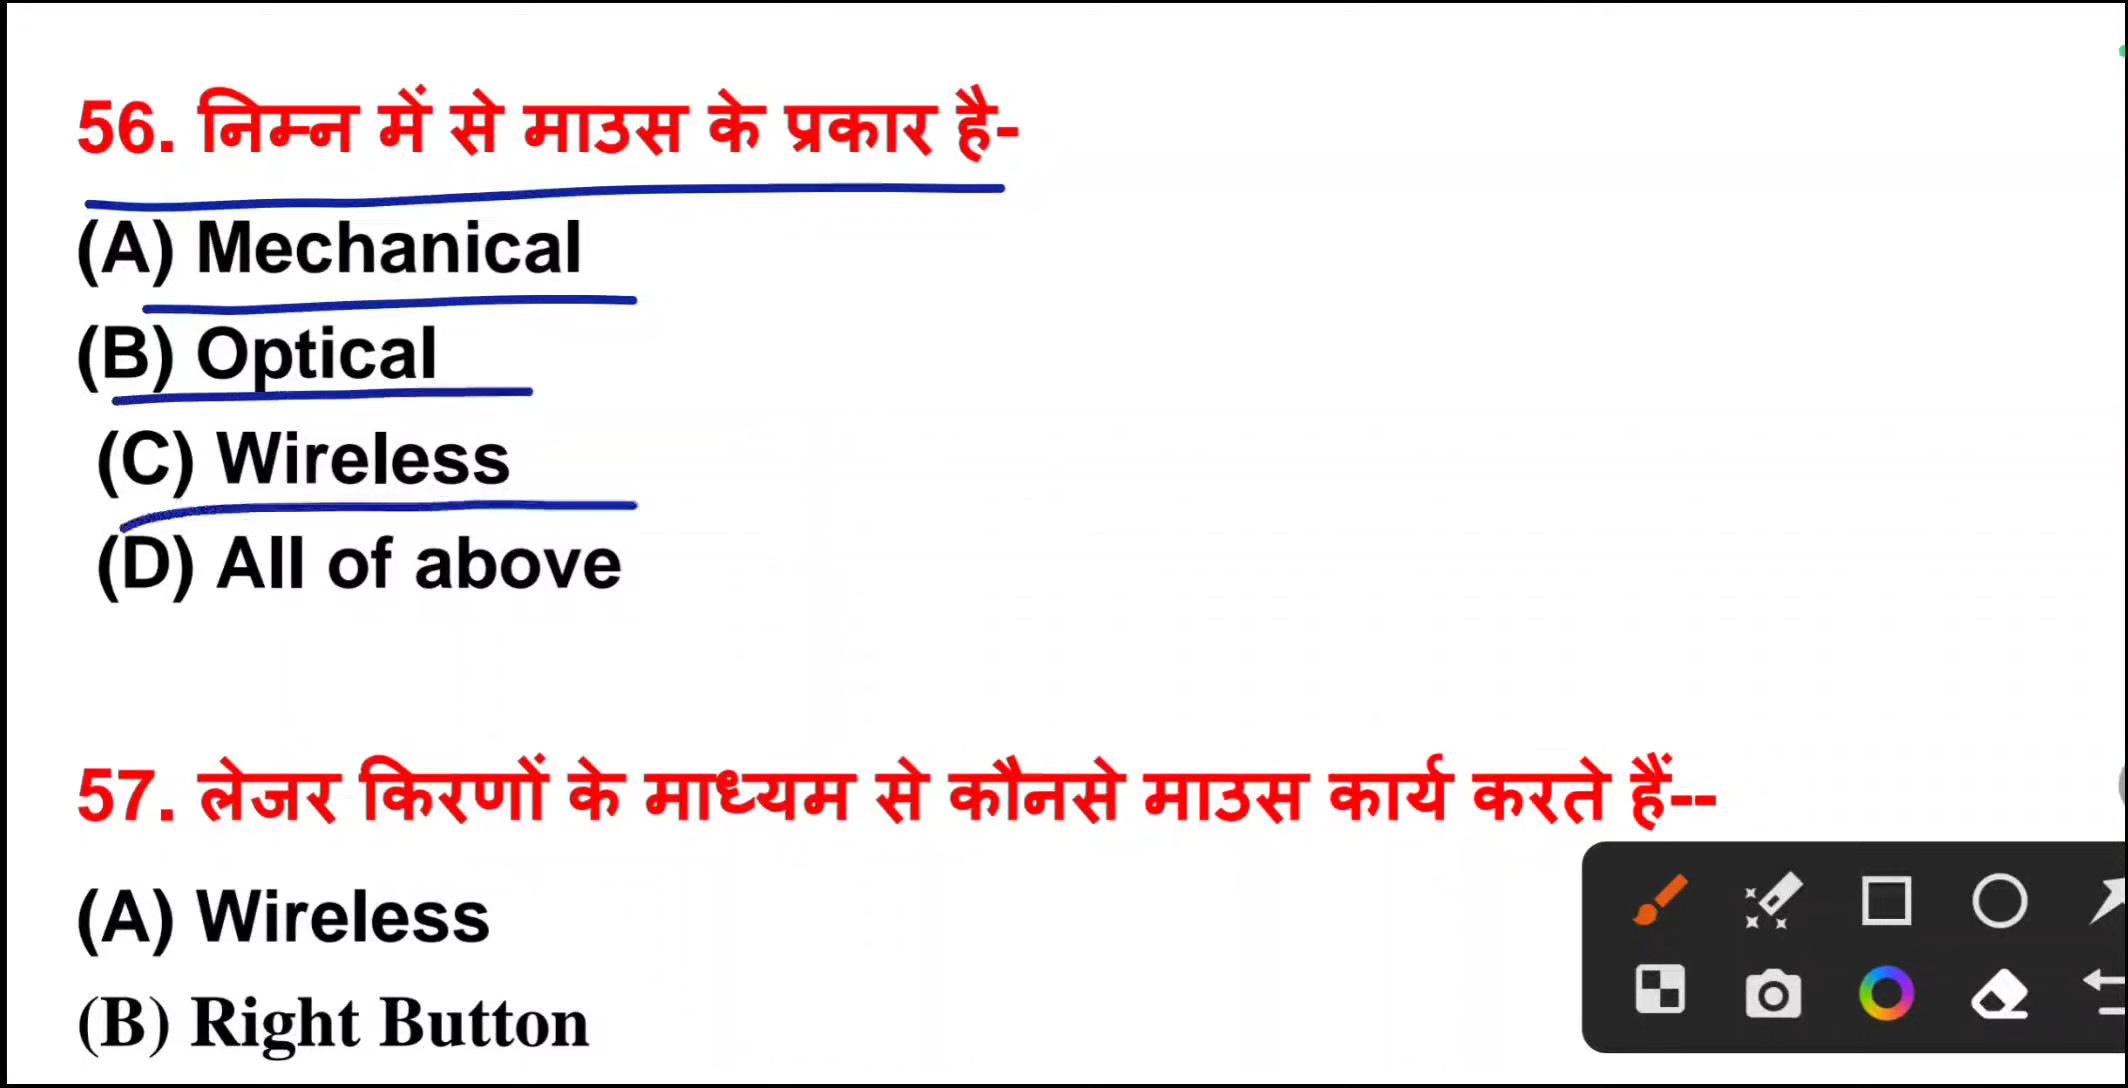 56. निम्न में से माउस के प्रकार है-
(A) Mechanical
(B) Optical
(C) Wireless
(D) All of above
57. लेजर किरणों के माध्यम से कौनसे माउस कार्य करते हैं--
(A) Wireless
(B) Right Button